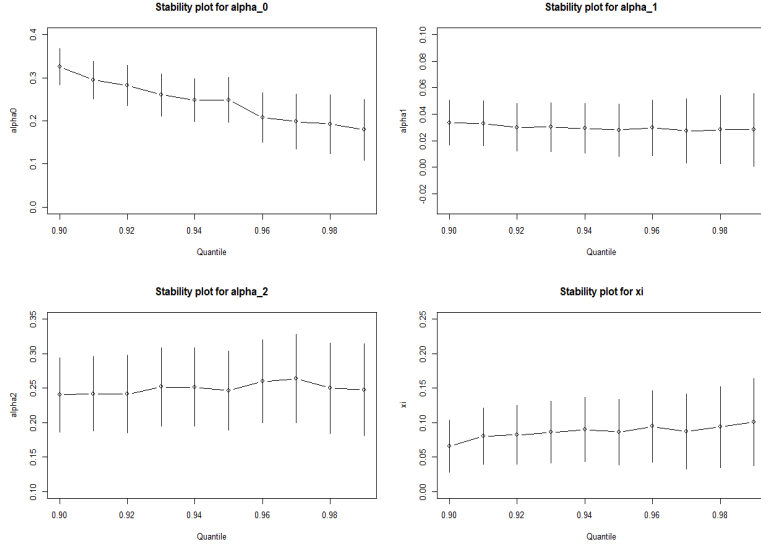 Stability plot for alpha_0
alpha0
0.4
0.3
0.2
0.1
0.0
0.90 0.92 0.94 0.96 0.98
Quantile
Stability plot for alpha_1
alpha1
0.10
0.08
0.06
0.04
0.02
0.00
-0.02
0.90 0.92 0.94 0.96 0.98
Quantile
Stability plot for alpha_2
alpha2
0.35
0.30
0.25
0.20
0.15
0.10
0.90 0.92 0.94 0.96 0.98
Quantile
Stability plot for xi
xi
0.25
0.20
0.15
0.10
0.05
0.00
0.90 0.92 0.94 0.96 0.98
Quantile